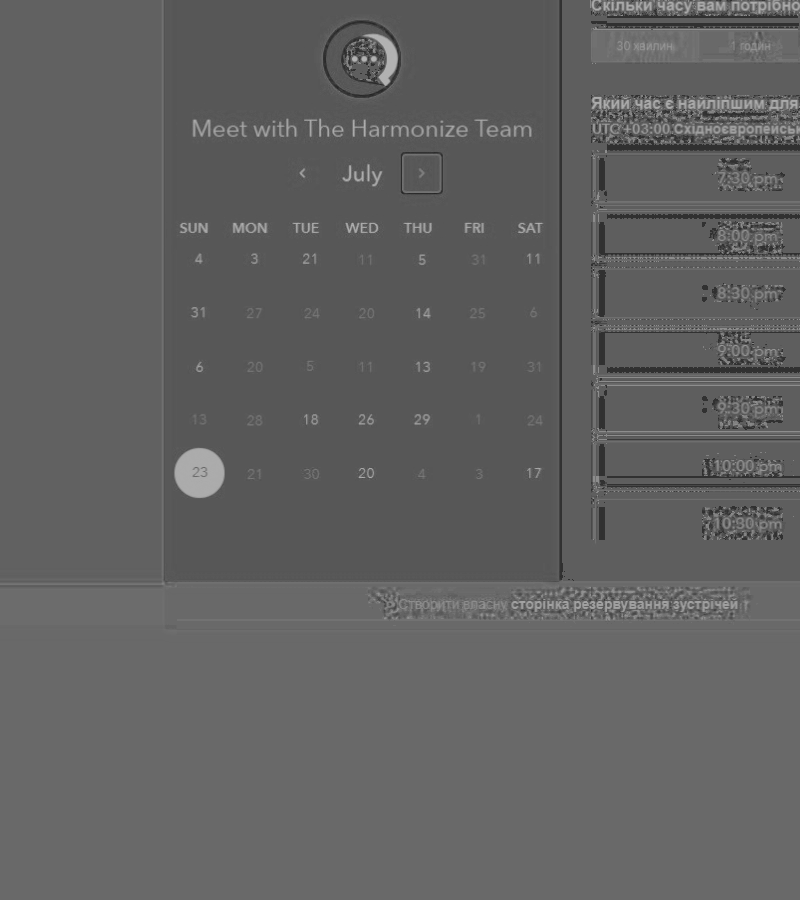 Meet with The Harmonize Team
July
SUN MON TUE WED THU FRI SAT
4 3 21 11 5 31 11
31 27 24 20 14 25 6
6 20 5 11 13 19 31
13 28 18 26 29 1 24
23 21 30 20 4 3 17
Скільки часу вам потрібно
30 хвилин 1 годин
Який час є найліпшим для
UTC +03:00 Східноєвропейськ
7:30 pm
8:00 pm
8:30 pm
9:00 pm
9:30 pm
10:00 pm
10:30 pm
Створити власну сторінка резервування зустрічей